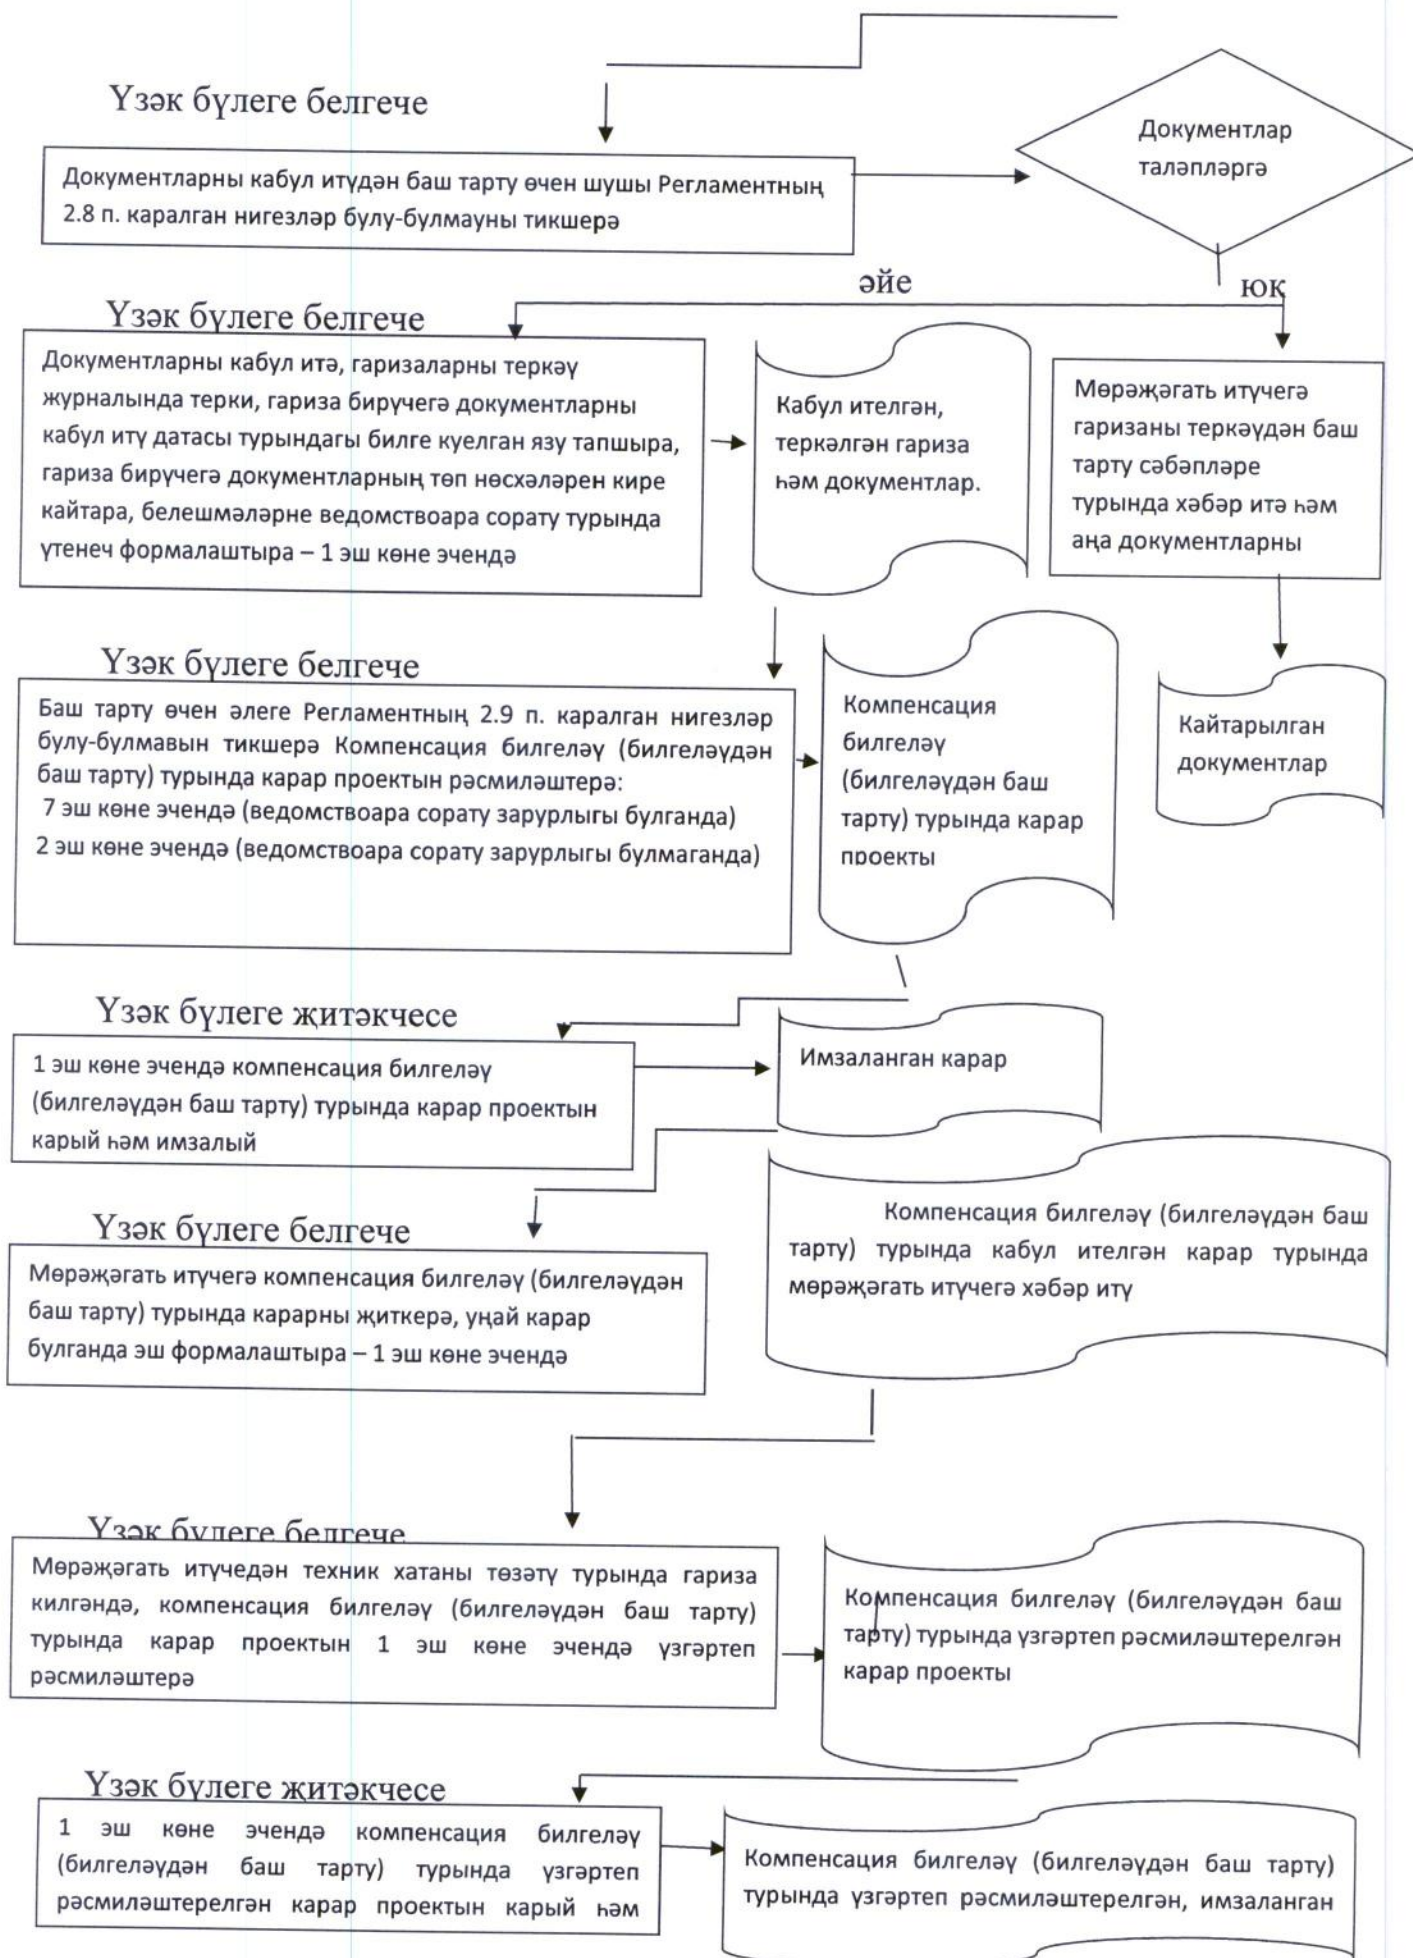 Үзәк бүлеге белгече
Документлар
таләпләргә
Документларны кабул итүдән баш тарту өчен шушы Регламентның
2.8 п. каралган нигезләр булу-булмауны тикшерә
әйе
юк
Үзәк бүлеге белгече
Документларны кабул итә, гаризаларны теркәү
журналында терки, гариза бирүчегә документларны
кабул итү датасы турындагы билге куелган язу тапшыра,
гариза бирүчегә документларның төп нөсхәләрен кире
кайтара, белешмәләрне ведомствоара сорату турында
үтенеч формалаштыра – 1 эш көне эчендә
Кабул ителгән,
теркәлгән гариза
һәм документлар.
Мөрәҗәгать итүчегә
гаризаны теркәүдән баш
тарту сәбәпләре
турында хәбәр итә һәм
аңа документларны
Үзәк бүлеге белгече
Баш тарту өчен әлеге Регламентның 2.9 п. каралган нигезләр
булу-булмавын тикшерә Компенсация билгеләү (билгеләүдән
баш тарту) турында карар проектын рәсмиләштерә:
7 эш көне эчендә (ведомствоара сорату зарурлыгы булганда)
2 эш көне эчендә (ведомствоара сорату зарурлыгы булмаганда)
Компенсация
билгеләү
(билгеләүдән баш
тарту) турында карар
проекты
Кайтарылган
документлар
Үзәк бүлеге җитәкчесе
1 эш көне эчендә компенсация билгеләү
(билгеләүдән баш тарту) турында карар проектын
карый һәм имзалый
Имзаланган карар
Үзәк бүлеге белгече
Мөрәҗәгать итүчегә компенсация билгеләү (билгеләүдән
баш тарту) турында карарны җиткерә, уңай карар
булганда эш формалаштыра – 1 эш көне эчендә
Компенсация билгеләү (билгеләүдән баш
тарту) турында кабул ителгән карар турында
мөрәҗәгать итүчегә хәбәр итү
Үзәк бүлеге белгече
Мөрәҗәгать итүчедән техник хатаны төзәтү турында гариза
килгәндә, компенсация билгеләү (билгеләүдән баш тарту)
турында карар проектын 1 эш көне эчендә үзгәртеп
рәсмиләштерә
Компенсация билгеләү (билгеләүдән баш
тарту) турында үзгәртеп рәсмиләштерелгән
карар проекты
Үзәк бүлеге җитәкчесе
1 эш көне эчендә компенсация билгеләү
(билгеләүдән баш тарту) турында үзгәртеп
рәсмиләштерелгән карар проектын карый һәм
Компенсация билгеләү (билгеләүдән баш тарту)
турында үзгәртеп рәсмиләштерелгән, имзаланган